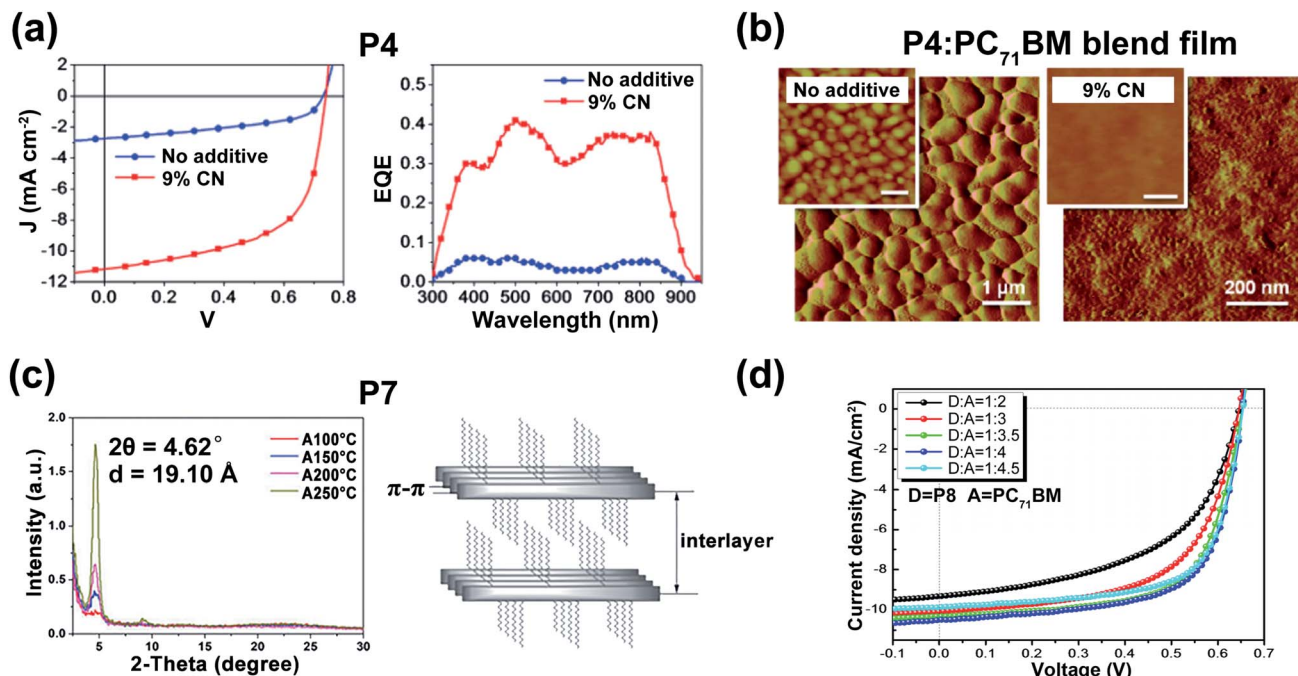 (a)
P4
J (mA cm⁻²)
2
0
-2
-4
-6
-8
-10
-12
No additive
9% CN
0.0 0.2 0.4 0.6 0.8
V
EQE
0.5
0.4
0.3
0.2
0.1
0.0
No additive
9% CN
300 400 500 600 700 800 900
Wavelength (nm)
(b)
P4:PC₇₁BM blend film
No additive
1 µm
9% CN
200 nm
(c)
P7
Intensity (a.u.)
2.0
1.5
1.0
0.5
0.0
2θ = 4.62°
d = 19.10 Å
A100°C
A150°C
A200°C
A250°C
5 10 15 20 25 30
2-Theta (degree)
π-π
interlayer
(d)
Current density (mA/cm²)
0
-2
-4
-6
-8
-10
D:A=1:2
D:A=1:3
D:A=1:3.5
D:A=1:4
D:A=1:4.5
D=P8 A=PC₇₁BM
-0.1 0.0 0.1 0.2 0.3 0.4 0.5 0.6 0.7
Voltage (V)